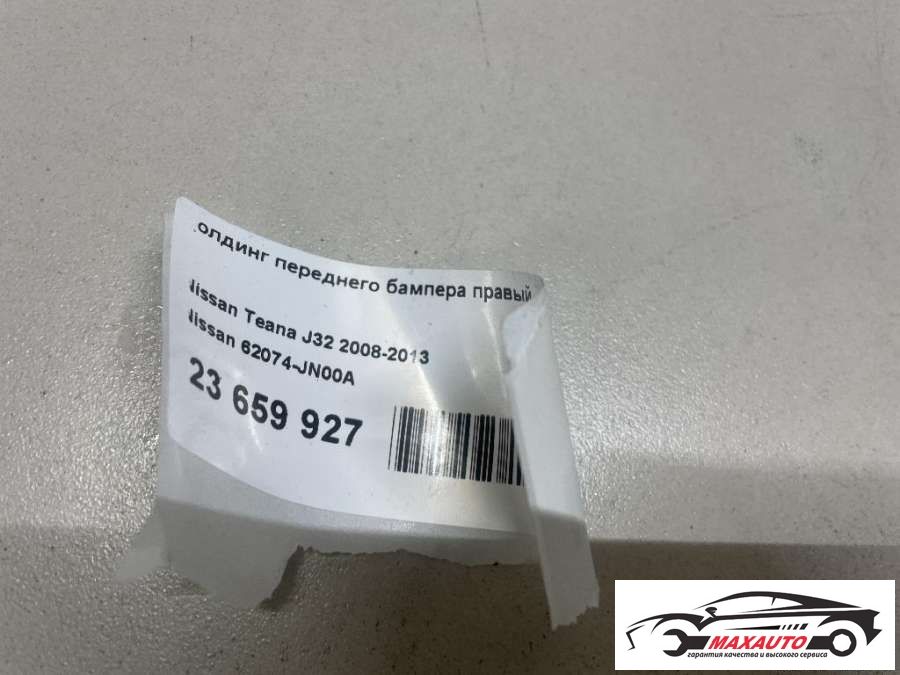 олдинг переднего бампера правый
Nissan Teana J32 2008-2013
Nissan 62074-JN00A
23 659 927
MAXAUTO
гарантия качества и высокого сервиса